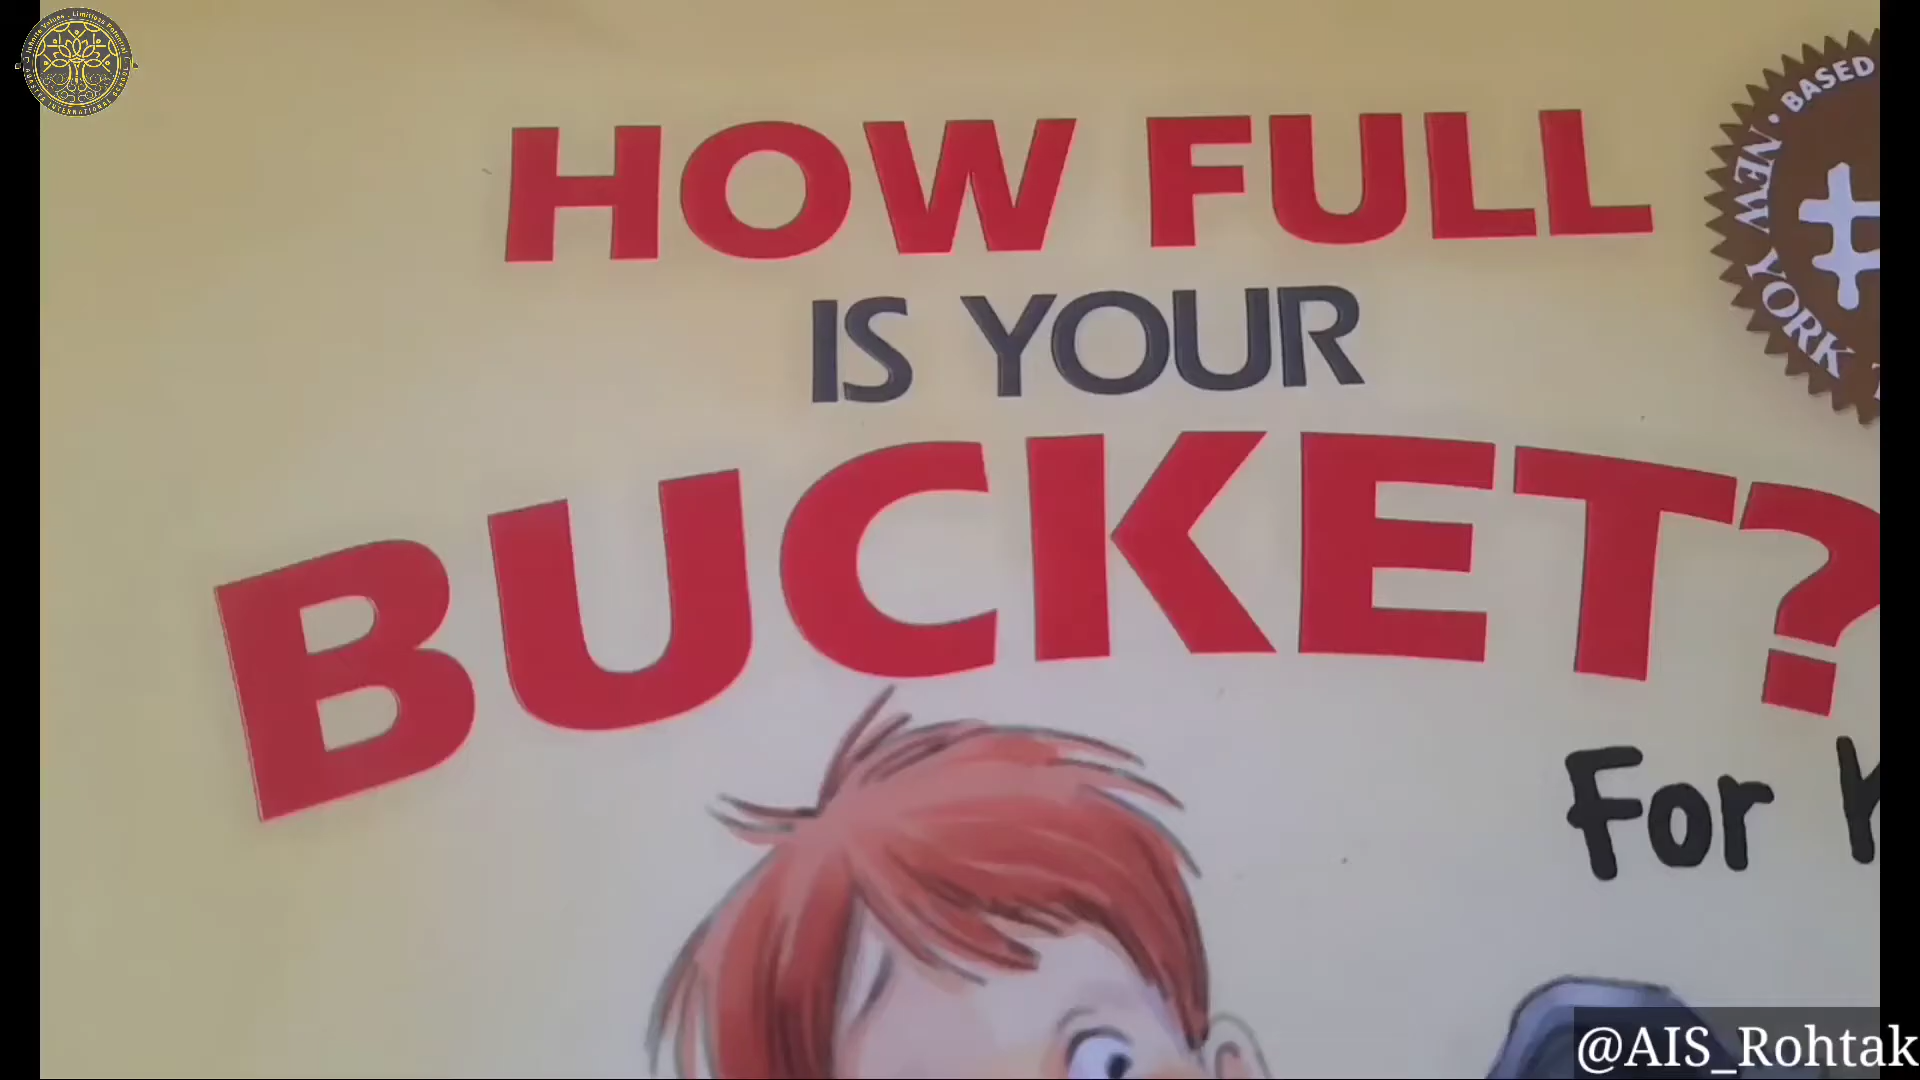 HOW FULL
IS YOUR
BUCKET?
For
BASED
NEW YORK
#
@AIS_Rohtak